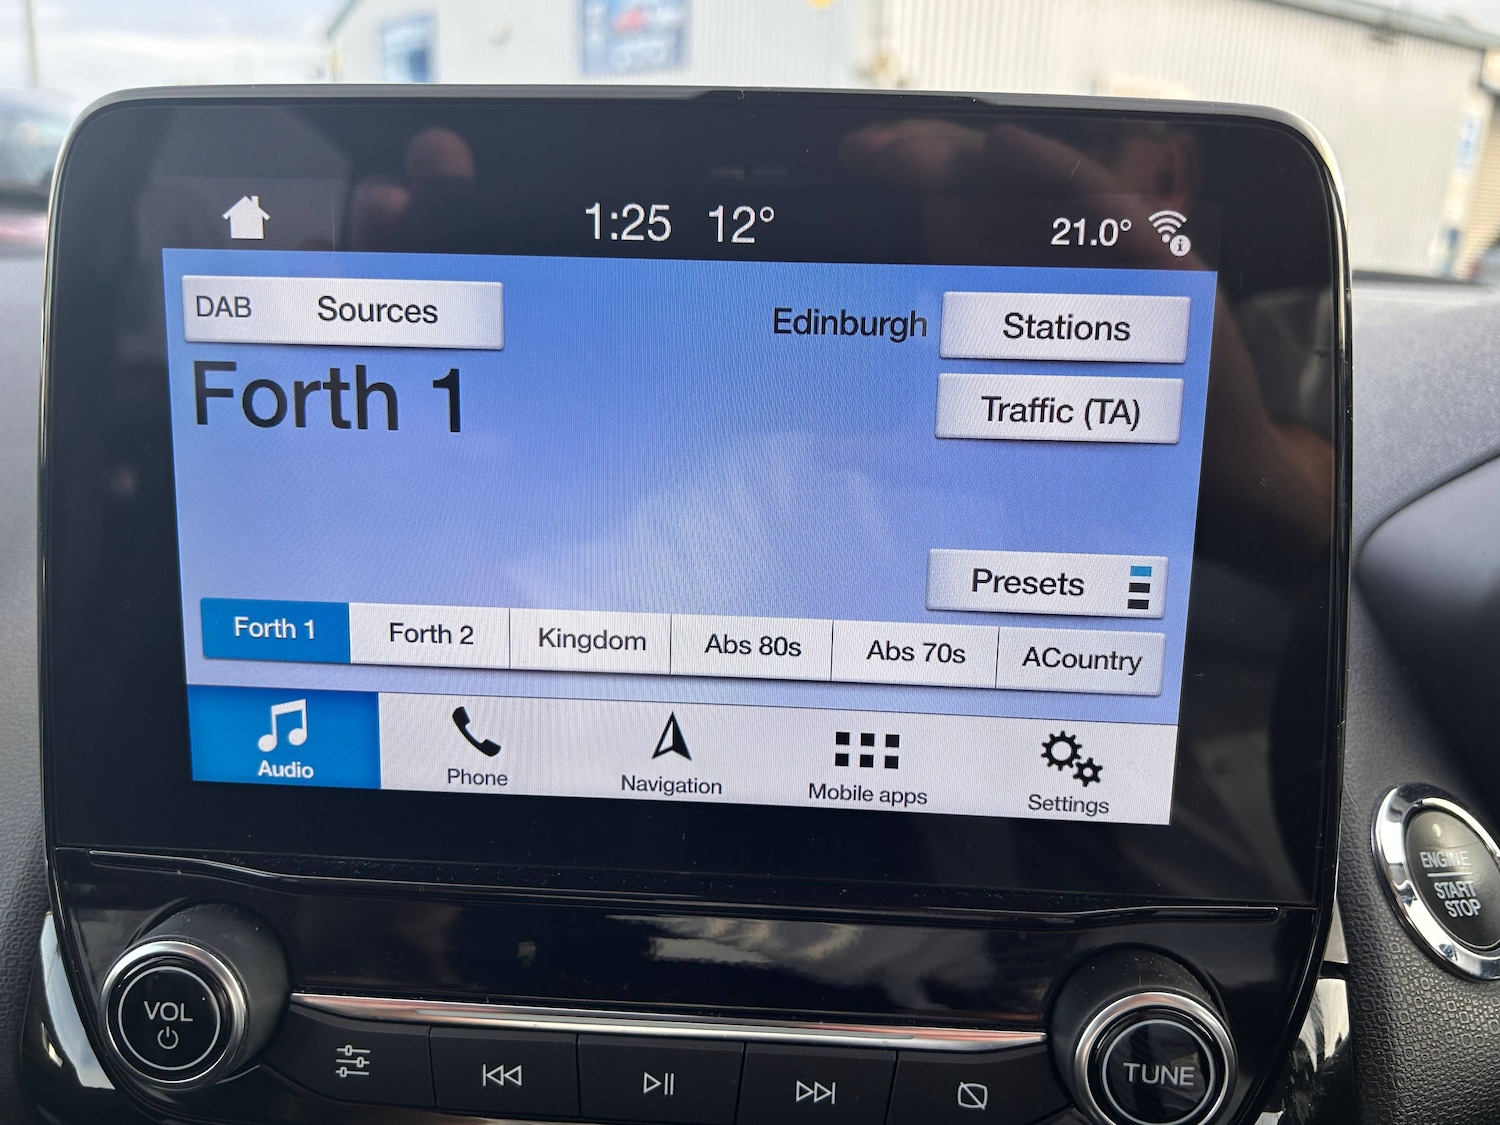 1:25 12° 21.0°
DAB Sources
Edinburgh Stations
Forth 1
Traffic (TA)
Presets
Forth 1 Forth 2 Kingdom Abs 80s Abs 70s ACountry
Audio Phone Navigation Mobile apps Settings
ENGINE
START
STOP
VOL
TUNE